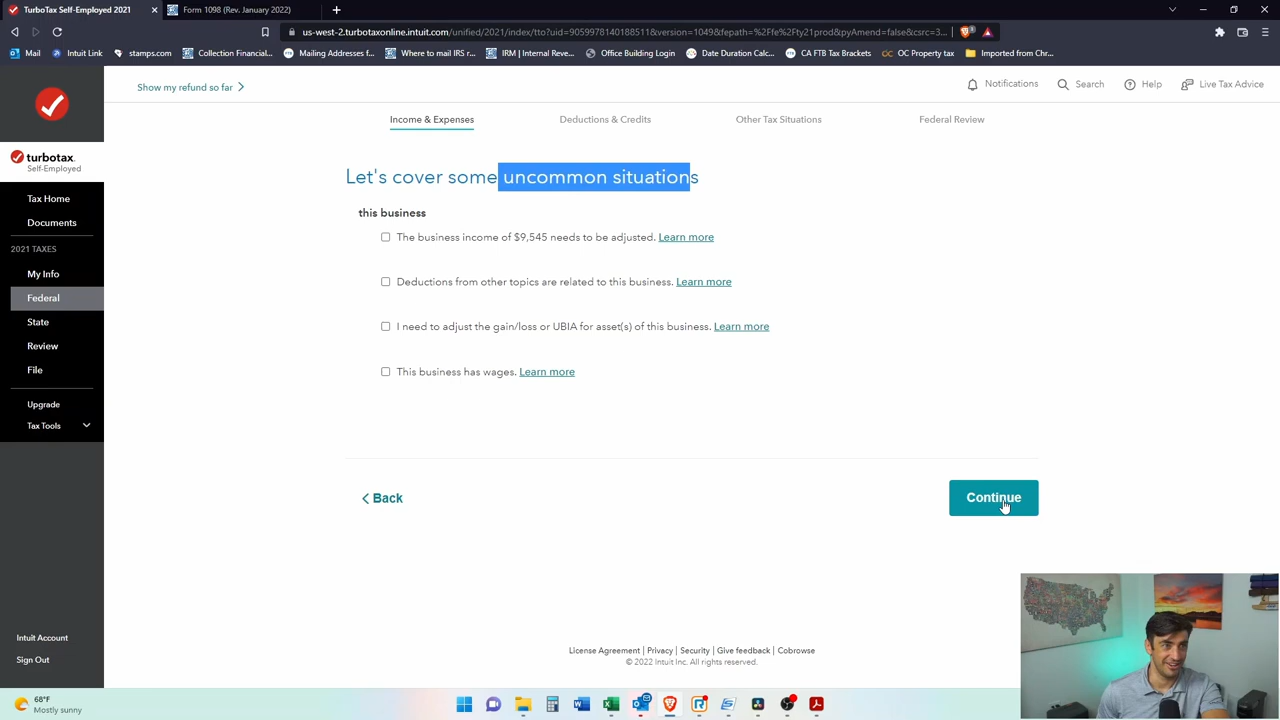 TurboTax Self-Employed 2021
Form 1098 (Rev. January 2022)
us-west-2.turbotaxonline.intuit.com/unified/2021/index/tto?uid=9059978140188511&version=1049&fepath=%2Ffe%2Fty21prod&pyAmend=false&csrc=3...
Mail
Intuit Link
stamps.com
Collection Financial...
Mailing Addresses f...
Where to mail IRS r...
IRM | Internal Reve...
Office Building Login
Date Duration Calc...
CA FTB Tax Brackets
OC Property tax
Imported from Chr...
Show my refund so far
Notifications
Search
Help
Live Tax Advice
Income & Expenses
Deductions & Credits
Other Tax Situations
Federal Review
turbotax
Self-Employed
Tax Home
Documents
2021 TAXES
My Info
Federal
State
Review
File
Upgrade
Tax Tools
Intuit Account
Sign Out
Let's cover some uncommon situations
this business
The business income of $9,545 needs to be adjusted. Learn more
Deductions from other topics are related to this business. Learn more
I need to adjust the gain/loss or UBIA for asset(s) of this business. Learn more
This business has wages. Learn more
Back
Continue
License Agreement | Privacy | Security | Give feedback | Cobrowse
© 2022 Intuit Inc. All rights reserved.
68°F
Mostly sunny